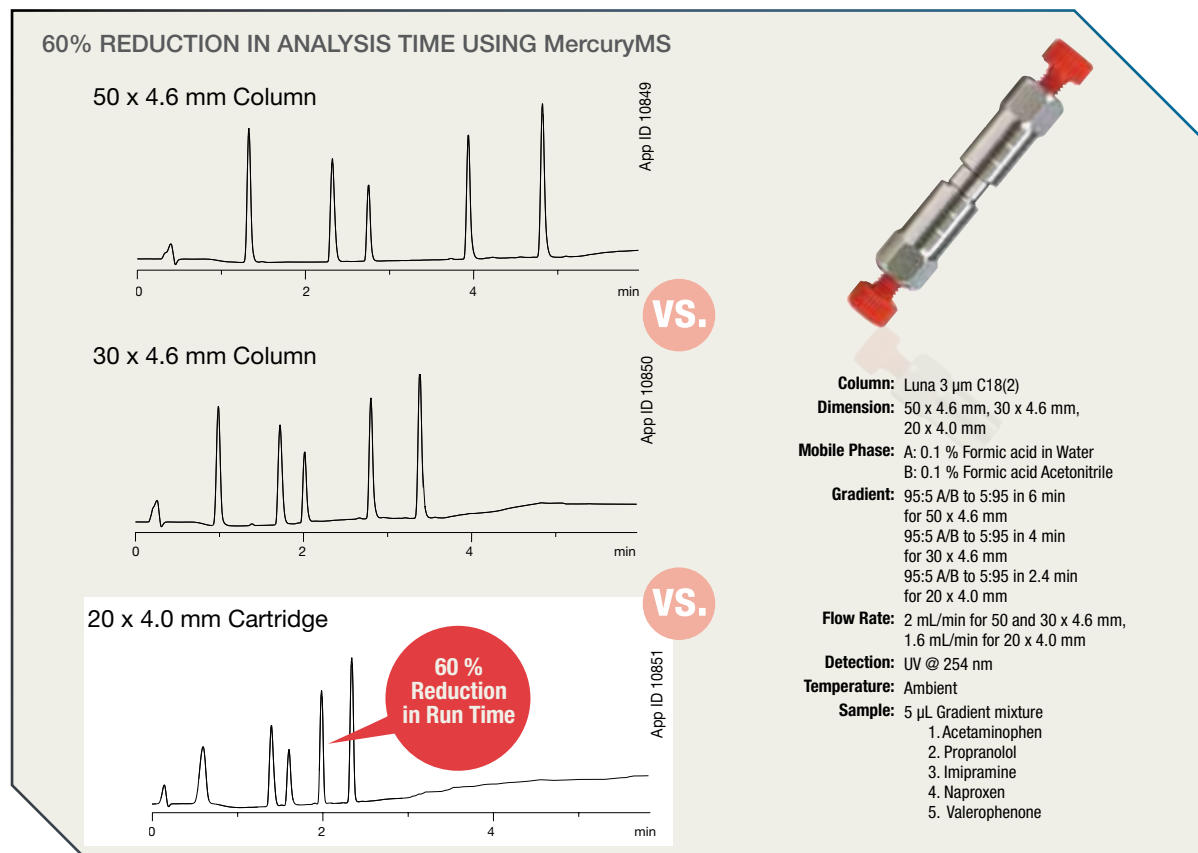 60% REDUCTION IN ANALYSIS TIME USING MercuryMS
50 x 4.6 mm Column
App ID 10849
0
2
4
min
VS.
30 x 4.6 mm Column
App ID 10850
0
2
4
min
VS.
20 x 4.0 mm Cartridge
60 %
Reduction
in Run Time
App ID 10851
0
2
4
min
Column: Luna 3 µm C18(2)
Dimension: 50 x 4.6 mm, 30 x 4.6 mm,
20 x 4.0 mm
Mobile Phase: A: 0.1 % Formic acid in Water
B: 0.1 % Formic acid Acetonitrile
Gradient: 95:5 A/B to 5:95 in 6 min
for 50 x 4.6 mm
95:5 A/B to 5:95 in 4 min
for 30 x 4.6 mm
95:5 A/B to 5:95 in 2.4 min
for 20 x 4.0 mm
Flow Rate: 2 mL/min for 50 and 30 x 4.6 mm,
1.6 mL/min for 20 x 4.0 mm
Detection: UV @ 254 nm
Temperature: Ambient
Sample: 5 µL Gradient mixture
1. Acetaminophen
2. Propranolol
3. Imipramine
4. Naproxen
5. Valerophenone